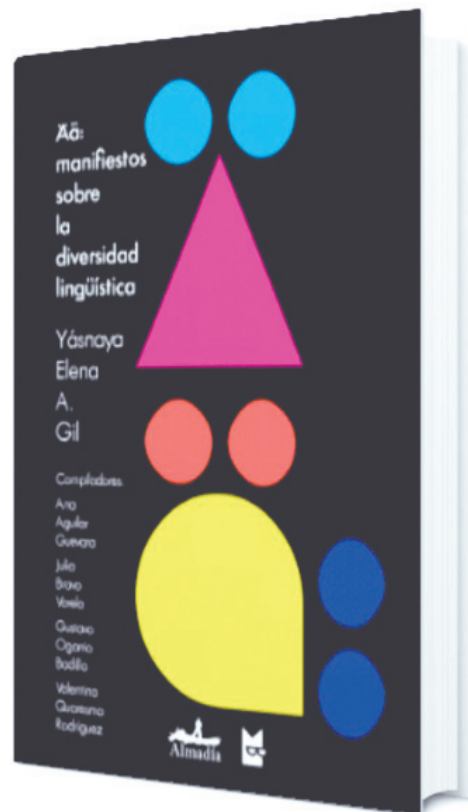 Ää:
manifiestos
sobre
la
diversidad
lingüística
Yásnaya
Elena
A.
Gil
Compiladores
Ana
Aguilar
Guevara
Julia
Bravo
Varela
Gustavo
Ogarrio
Badillo
Valentina
Quaresma
Rodríguez
Almadía